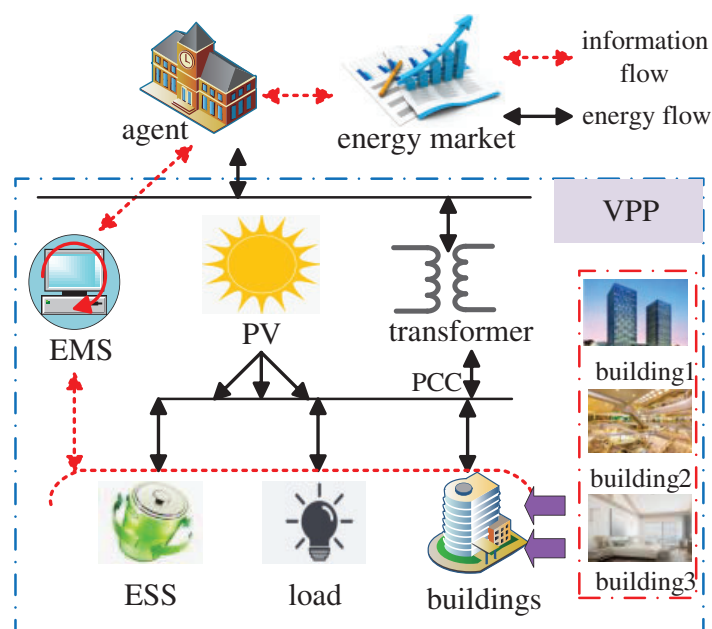 information
flow
agent
energy market
energy flow
VPP
EMS
PV
transformer
building1
PCC
building2
ESS
load
buildings
building3